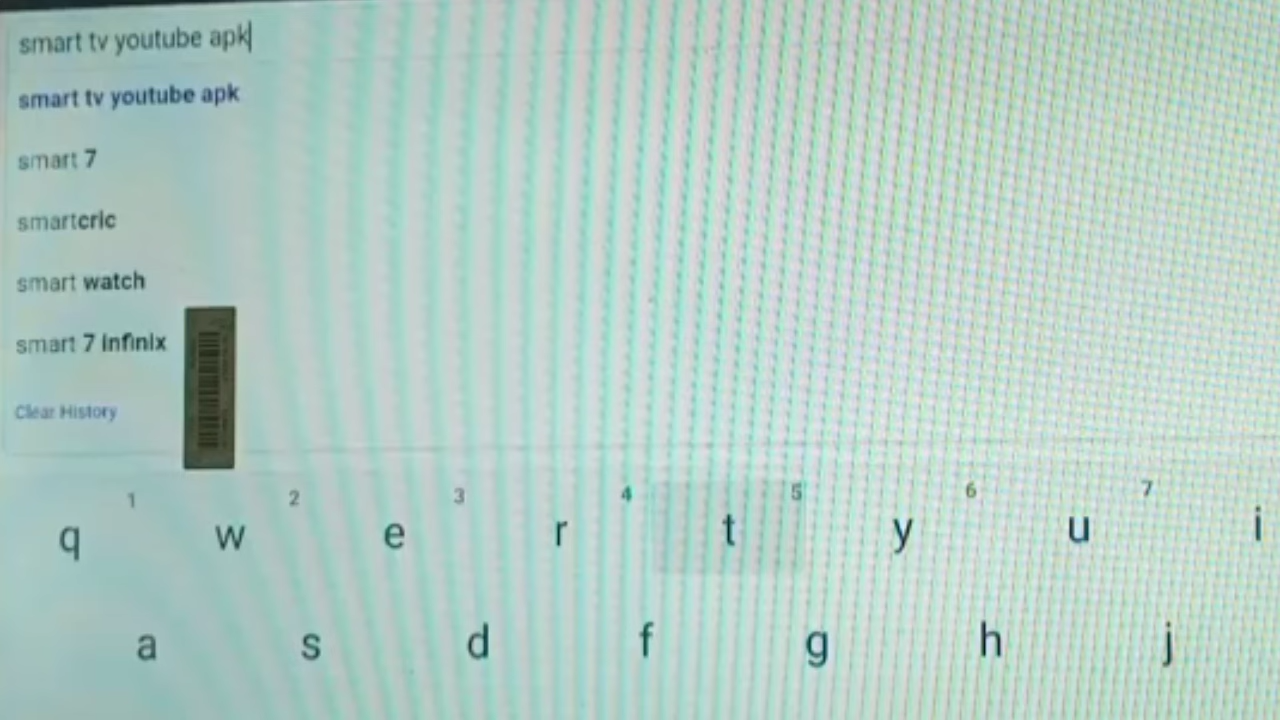 smart tv youtube apk
smart tv youtube apk
smart 7
smartcric
smart watch
smart 7 infinix
Clear History
1 2 3 4 5 6 7
q w e r t y u i
a s d f g h j